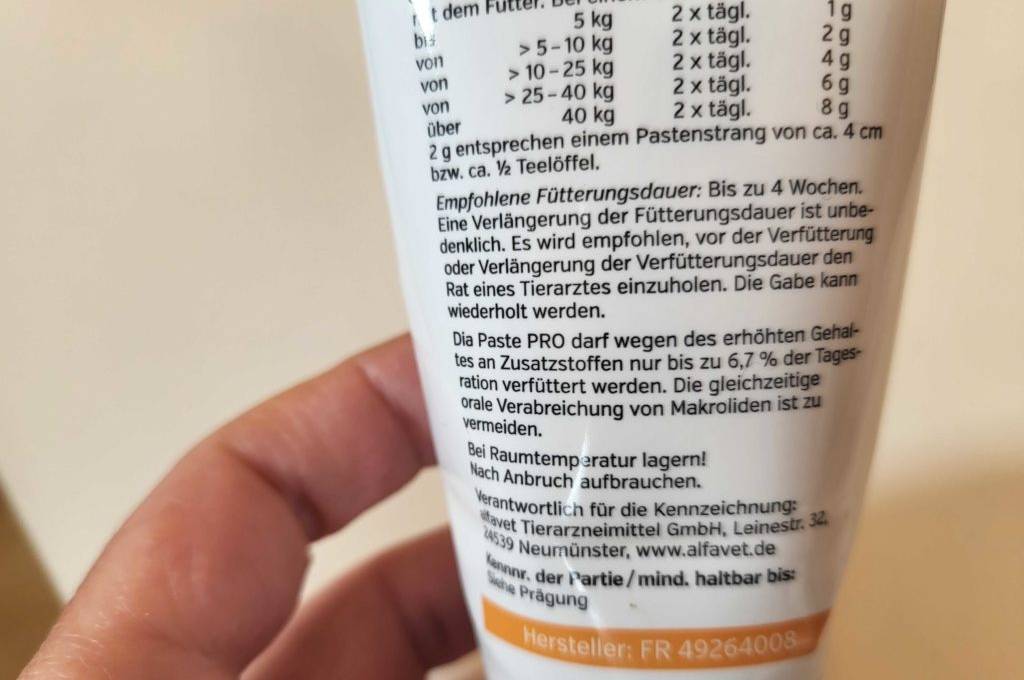 mit dem Futter. Bei einem
bis 5 kg 2 x tägl. 1 g
von > 5 – 10 kg 2 x tägl. 2 g
von > 10 – 25 kg 2 x tägl. 4 g
von > 25 – 40 kg 2 x tägl. 6 g
über 40 kg 2 x tägl. 8 g
2 g entsprechen einem Pastenstrang von ca. 4 cm
bzw. ca. ½ Teelöffel.
Empfohlene Fütterungsdauer: Bis zu 4 Wochen.
Eine Verlängerung der Fütterungsdauer ist unbe-
denklich. Es wird empfohlen, vor der Verfütterung
oder Verlängerung der Verfütterungsdauer den
Rat eines Tierarztes einzuholen. Die Gabe kann
wiederholt werden.
Dia Paste PRO darf wegen des erhöhten Gehal-
tes an Zusatzstoffen nur bis zu 6,7 % der Tages-
ration verfüttert werden. Die gleichzeitige
orale Verabreichung von Makroliden ist zu
vermeiden.
Bei Raumtemperatur lagern!
Nach Anbruch aufbrauchen.
Verantwortlich für die Kennzeichnung:
alfavet Tierarzneimittel GmbH, Leinestr. 32,
24539 Neumünster, www.alfavet.de
Kennnr. der Partie / mind. haltbar bis:
Siehe Prägung
Hersteller: FR 49264008